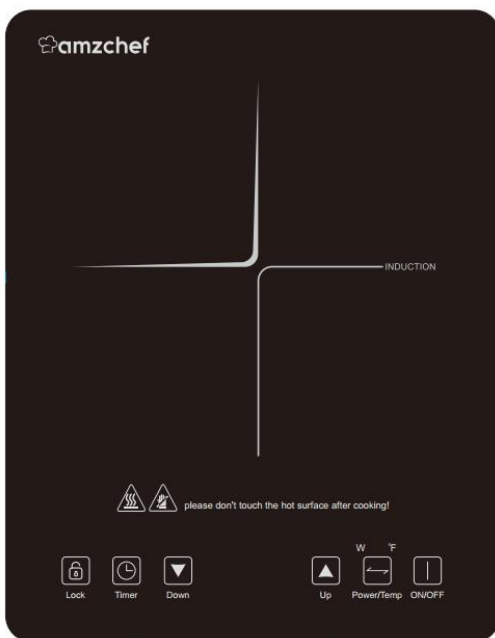 amzchef
INDUCTION
please don't touch the hot surface after cooking!
W °F
Lock Timer Down Up Power/Temp ON/OFF